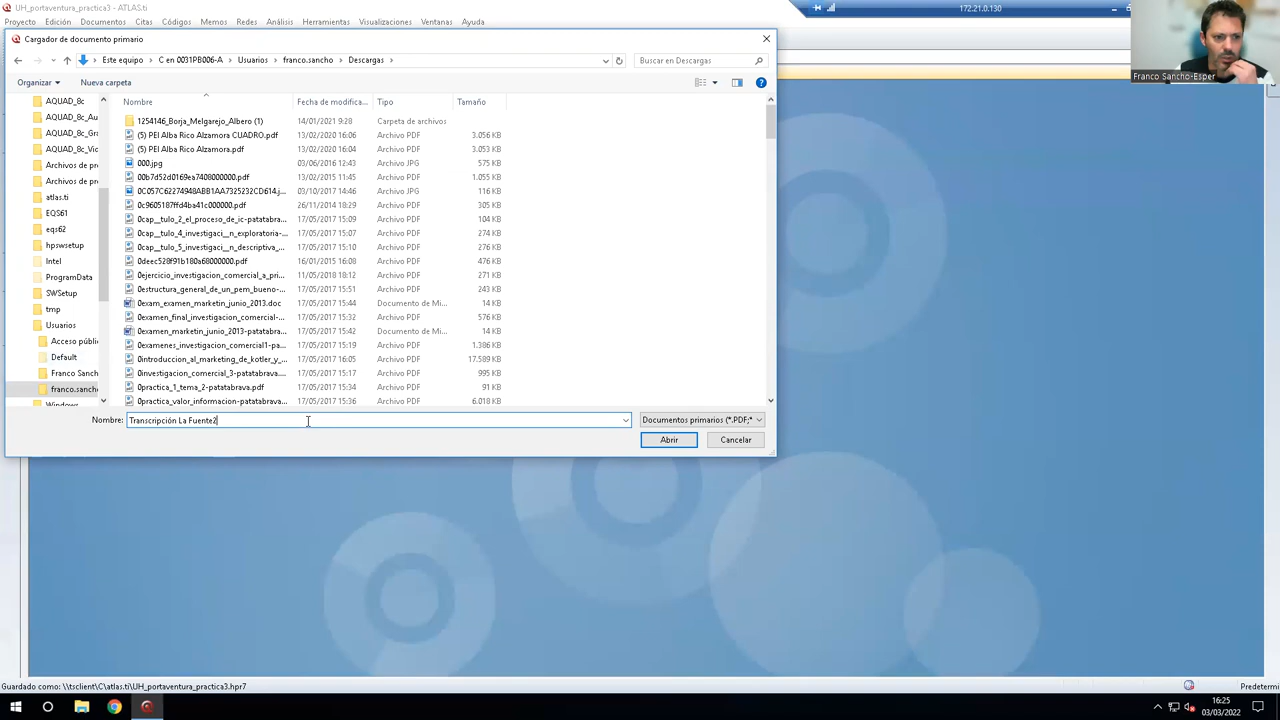 UH_portaventura_practica3 - ATLAS.ti
172.21.0.130
Proyecto Edición Documentos Citas Códigos Memos Redes Análisis Herramientas Visualizaciones Ventanas Ayuda
Franco Sancho-Esper
Cargador de documento primario
Este equipo > C en 0031PB006-A > Usuarios > franco.sancho > Descargas >
Buscar en Descargas
Organizar
Nueva carpeta
AQUAD_8c
AQUAD_8c_Au
AQUAD_8c_Gra
AQUAD_8c_Vic
Archivos de pro
Archivos de pro
atlas.ti
EQS61
eqs62
hpswsetup
Intel
ProgramData
SWSetup
tmp
Usuarios
Acceso públic
Default
Franco Sanch
franco.sancho
Windows
Nombre Fecha de modifica... Tipo Tamaño
1254146_Borja_Melgarejo_Albero (1) 14/01/2021 9:28 Carpeta de archivos
(5) PEI Alba Rico Alzamora CUADRO.pdf 13/02/2020 16:06 Archivo PDF 3.056 KB
(5) PEI Alba Rico Alzamora.pdf 13/02/2020 16:04 Archivo PDF 3.053 KB
000.jpg 03/06/2016 12:43 Archivo JPG 575 KB
00b7d52d0169ea7408000000.pdf 13/02/2015 11:45 Archivo PDF 1.055 KB
0C057C62274948ABB1AA7325232CD614.j... 03/10/2017 14:46 Archivo JPG 116 KB
0c9605187ffd4ba41c000000.pdf 26/11/2014 18:29 Archivo PDF 305 KB
0cap__tulo_2_el_proceso_de_ic-patatabra... 17/05/2017 15:09 Archivo PDF 104 KB
0cap__tulo_4_investigaci__n_exploratoria-... 17/05/2017 15:07 Archivo PDF 274 KB
0cap__tulo_5_investigaci__n_descriptiva_... 17/05/2017 15:08 Archivo PDF 276 KB
0deec528f91b180a68000000.pdf 16/01/2015 16:08 Archivo PDF 476 KB
0ejercicio_investigacion_comercial_a_pri... 11/05/2018 18:12 Archivo PDF 271 KB
0estructura_general_de_un_pem_bueno-... 17/05/2017 15:41 Archivo PDF 243 KB
0exam_examen_marketin_junio_2013.doc 17/05/2017 15:44 Documento de Mi... 14 KB
0examen_final_investigacion_comercial-... 17/05/2017 15:32 Archivo PDF 576 KB
0examen_marketin_junio_2013-patatabra... 17/05/2017 15:42 Documento de Mi... 14 KB
0examenes_investigacion_comercial1-pa... 17/05/2017 15:19 Archivo PDF 1.386 KB
0introduccion_al_marketing_de_kotler_y_... 17/05/2017 16:05 Archivo PDF 17.589 KB
0investigacion_comercial_3-patatabrava.... 17/05/2017 15:17 Archivo PDF 995 KB
0practica_1_tema_2-patatabrava.pdf 17/05/2017 15:34 Archivo PDF 91 KB
0practica_valor_informacion-patatabrava... 17/05/2017 15:36 Archivo PDF 6.018 KB
Nombre: Transcripción La Fuente2
Documentos primarios (*.PDF;*
Abrir
Cancelar
Guardado como: \\tsclient\C\atlas.ti\UH_portaventura_practica3.hpr7
Predetermi
16:25
03/03/2022